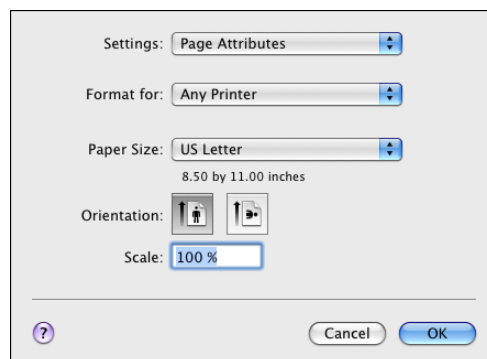 Settings: Page Attributes
Format for: Any Printer
Paper Size: US Letter
8.50 by 11.00 inches
Orientation:
Scale: 100 %
? Cancel OK